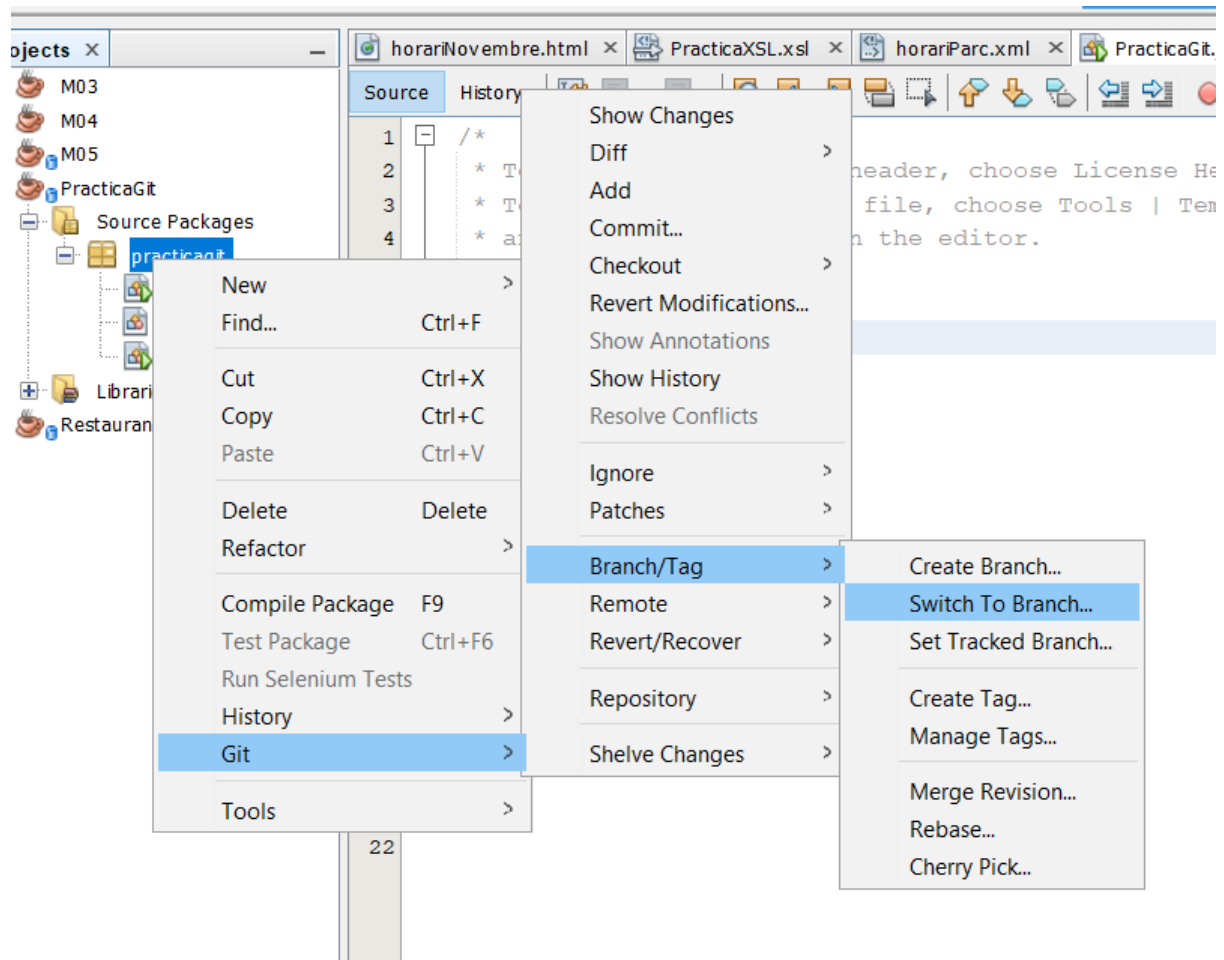 ojects × –
horariNovembre.html × PracticaXSL.xsl × horariParc.xml × PracticaGit.
Source History
M03
M04
M05
PracticaGit
Source Packages
practicagit
Librari
Restauran
1 /*
2 * T header, choose License He
3 * T file, choose Tools | Tem
4 * a n the editor.
22
New >
Find... Ctrl+F
Cut Ctrl+X
Copy Ctrl+C
Paste Ctrl+V
Delete Delete
Refactor >
Compile Package F9
Test Package Ctrl+F6
Run Selenium Tests
History >
Git >
Tools >
Show Changes
Diff >
Add
Commit...
Checkout >
Revert Modifications...
Show Annotations
Show History
Resolve Conflicts
Ignore >
Patches >
Branch/Tag >
Remote >
Revert/Recover >
Repository >
Shelve Changes >
Create Branch...
Switch To Branch...
Set Tracked Branch...
Create Tag...
Manage Tags...
Merge Revision...
Rebase...
Cherry Pick...